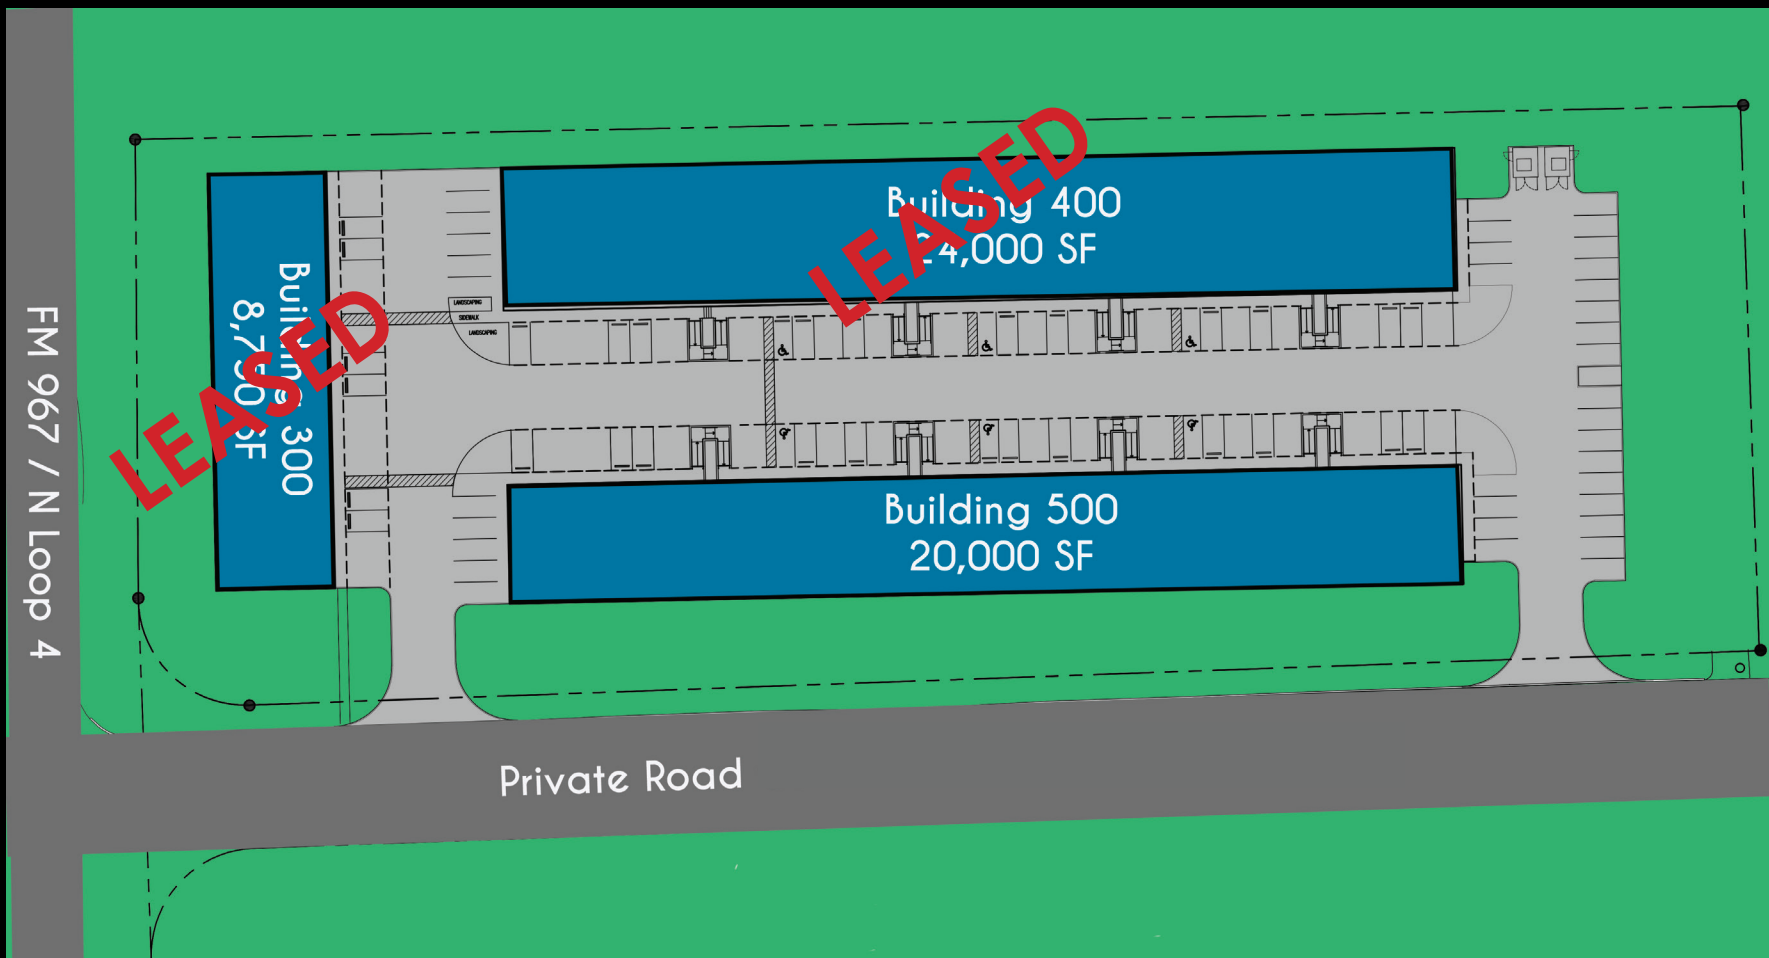 FM 967 / N Loop 4
Building 300
8,750 SF
LEASED
Building 400
24,000 SF
LEASED
LANDSCAPING
SIDEWALK
LANDSCAPING
Building 500
20,000 SF
Private Road